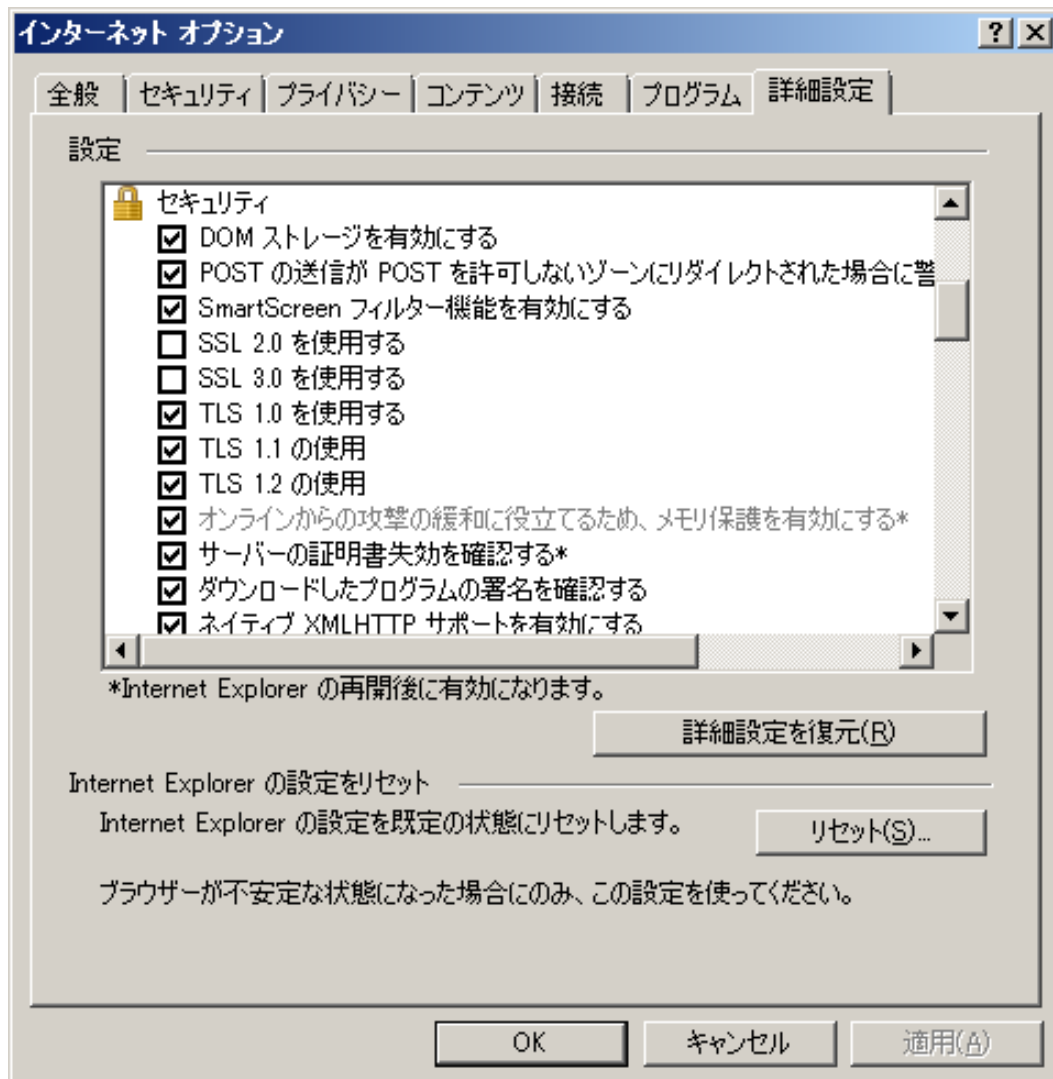 インターネット オプション
全般 セキュリティ プライバシー コンテンツ 接続 プログラム 詳細設定
設定
セキュリティ
DOM ストレージを有効にする
POST の送信が POST を許可しないゾーンにリダイレクトされた場合に警
SmartScreen フィルター機能を有効にする
SSL 2.0 を使用する
SSL 3.0 を使用する
TLS 1.0 を使用する
TLS 1.1 の使用
TLS 1.2 の使用
オンラインからの攻撃の緩和に役立てるため、メモリ保護を有効にする*
サーバーの証明書失効を確認する*
ダウンロードしたプログラムの署名を確認する
ネイティブ XMLHTTP サポートを有効にする
*Internet Explorer の再開後に有効になります。
詳細設定を復元(R)
Internet Explorer の設定をリセット
Internet Explorer の設定を既定の状態にリセットします。
リセット(S)...
ブラウザーが不安定な状態になった場合にのみ、この設定を使ってください。
OK キャンセル 適用(A)